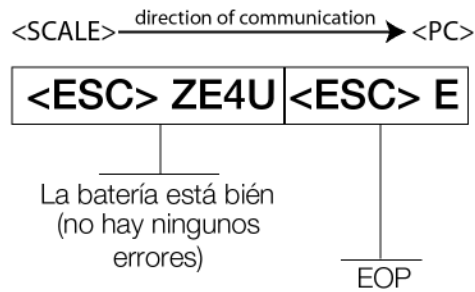 direction of communication
<SCALE> <PC>
<ESC> ZE4U <ESC> E
La batería está bién
(no hay ningunos
errores)
EOP